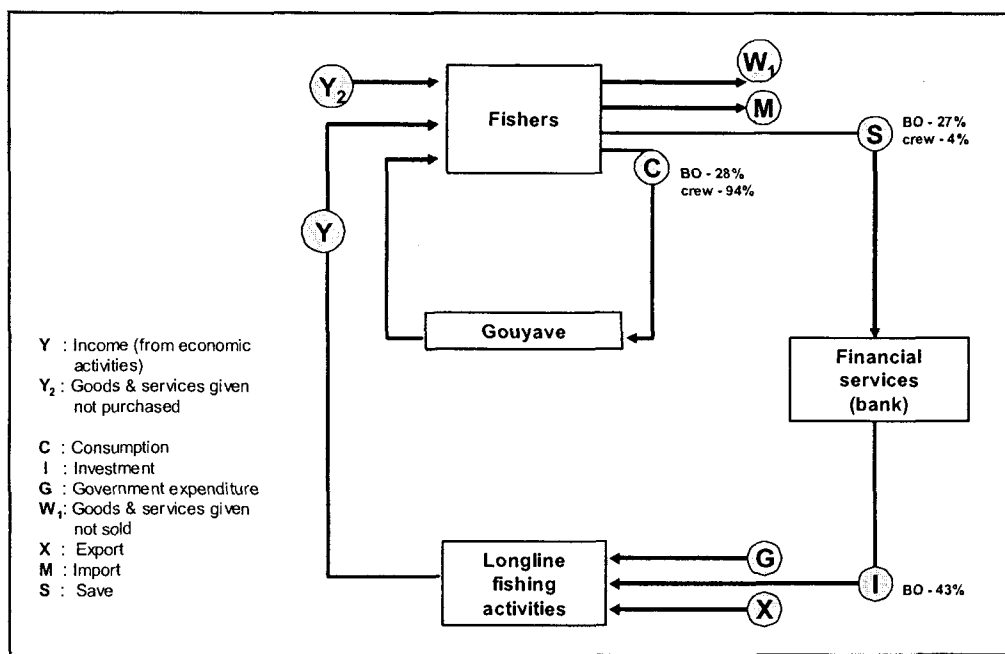 W1
Y2
M
Fishers
S
BO - 27%
crew - 4%
C
BO - 28%
crew - 94%
Y
Gouyave
Y : Income (from economic
activities)
Y2 : Goods & services given
not purchased
C : Consumption
I : Investment
G : Government expenditure
W1: Goods & services given
not sold
X : Export
M : Import
S : Save
Financial
services
(bank)
Longline
fishing
activities
G
I
BO - 43%
X